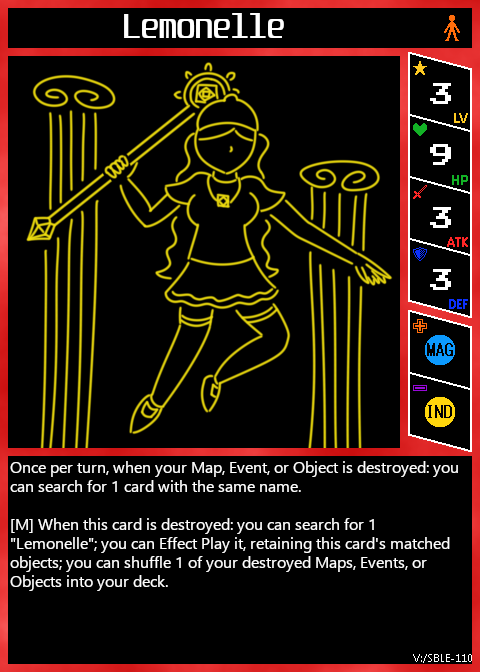 Lemonelle
3
LV
9
HP
3
ATK
3
DEF
MAG
IND
Once per turn, when your Map, Event, or Object is destroyed: you
can search for 1 card with the same name.
[M] When this card is destroyed: you can search for 1
"Lemonelle"; you can Effect Play it, retaining this card's matched
objects; you can shuffle 1 of your destroyed Maps, Events, or
Objects into your deck.
V:/SBLE-110